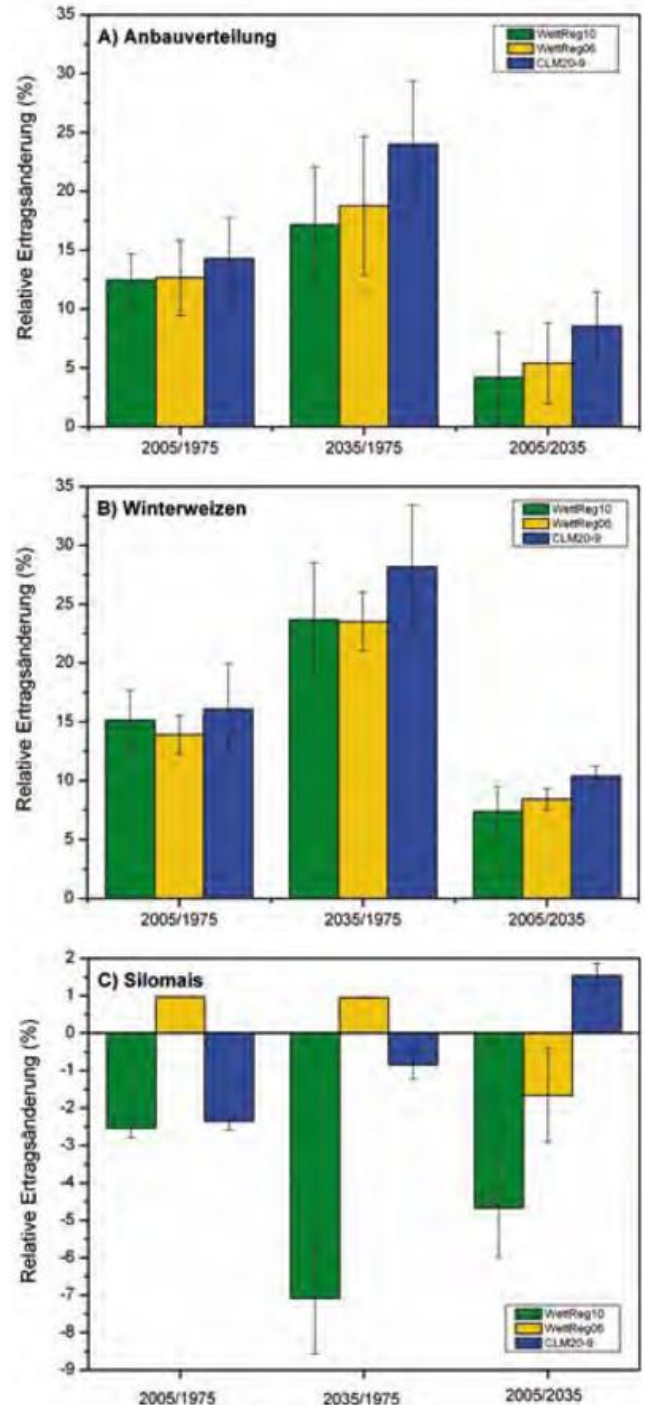 35
A) Anbauverteilung
WettReg10
WettReg06
CLM20-9
30
25
20
15
10
5
0
Relative Ertragsänderung (%)
2005/1975
2035/1975
2005/2035
35
B) Winterweizen
WettReg10
WettReg06
CLM20-9
30
25
20
15
10
5
0
Relative Ertragsänderung (%)
2005/1975
2035/1975
2005/2035
2
C) Silomais
1
0
-1
-2
-3
-4
-5
-6
-7
-8
-9
Relative Ertragsänderung (%)
WettReg10
WettReg06
CLM20-9
2005/1975
2035/1975
2005/2035